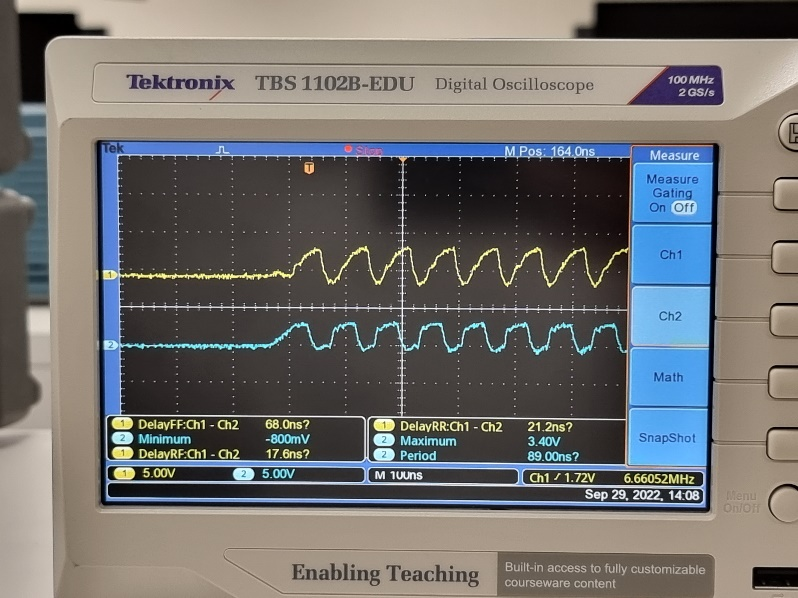 Tektronix TBS 1102B-EDU Digital Oscilloscope
100 MHz
2 GS/s
Tek Stop M Pos: 164.0ns
Measure
T
Measure
Gating
On Off
1
Ch1
Ch2
2
Math
SnapShot
1 DelayFF:Ch1 - Ch2 68.0ns?
2 Minimum -800mV
1 DelayRF:Ch1 - Ch2 17.6ns?
1 DelayRR:Ch1 - Ch2 21.2ns?
2 Maximum 3.40V
2 Period 89.00ns?
1 5.00V 2 5.00V M 100ns Ch1 / 1.72V 6.66052MHz
Sep 29, 2022, 14:08
Menu
On/Off
Enabling Teaching
Built-in access to fully customizable
courseware content